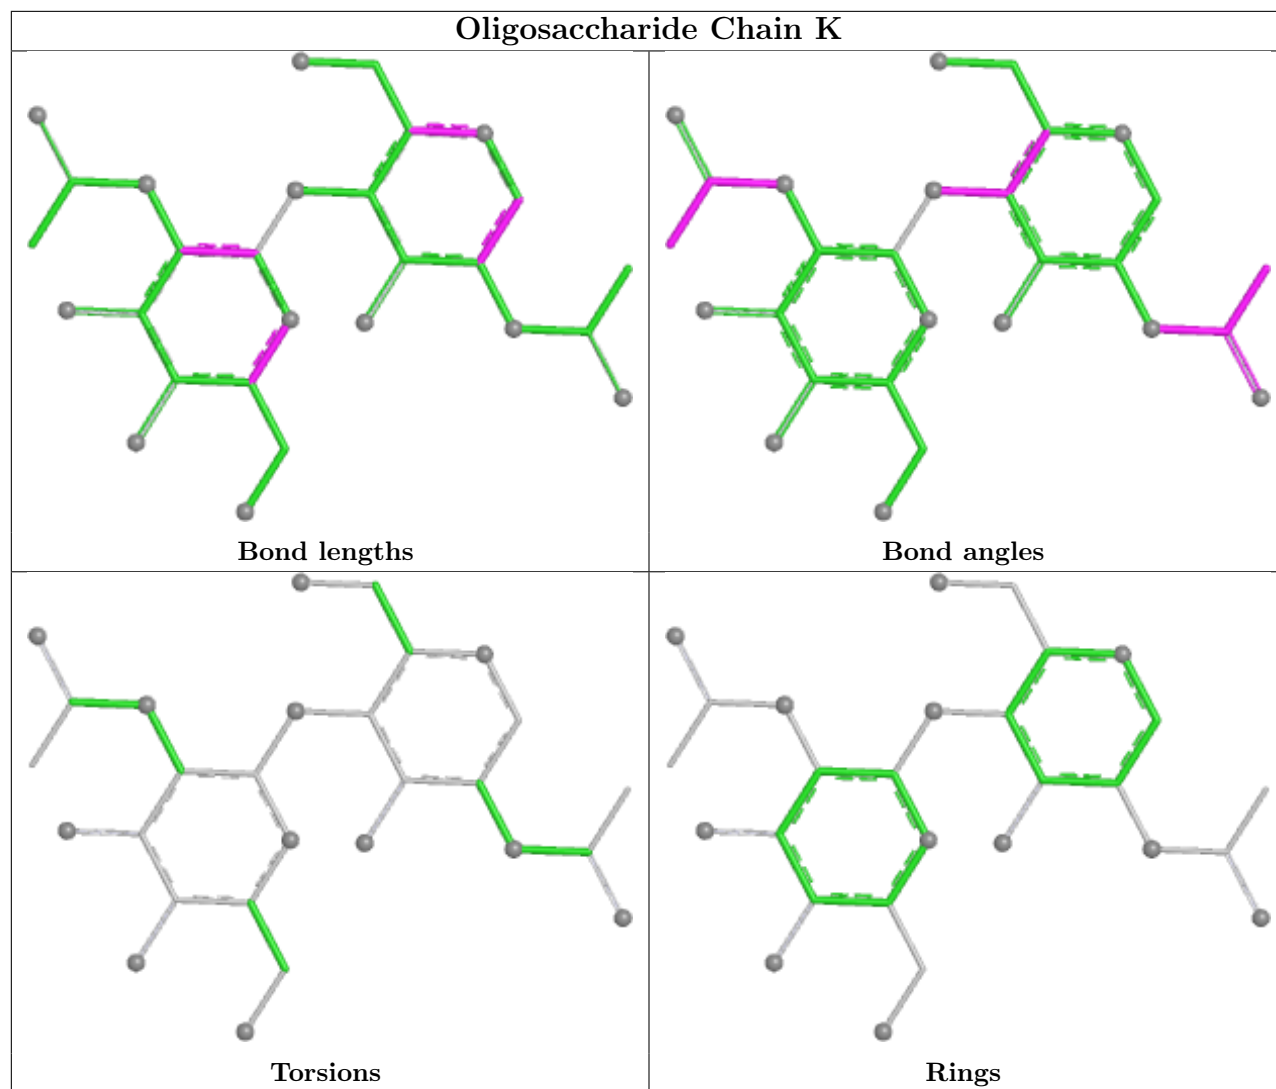 Oligosaccharide Chain K
Bond lengths
Bond angles
Torsions
Rings